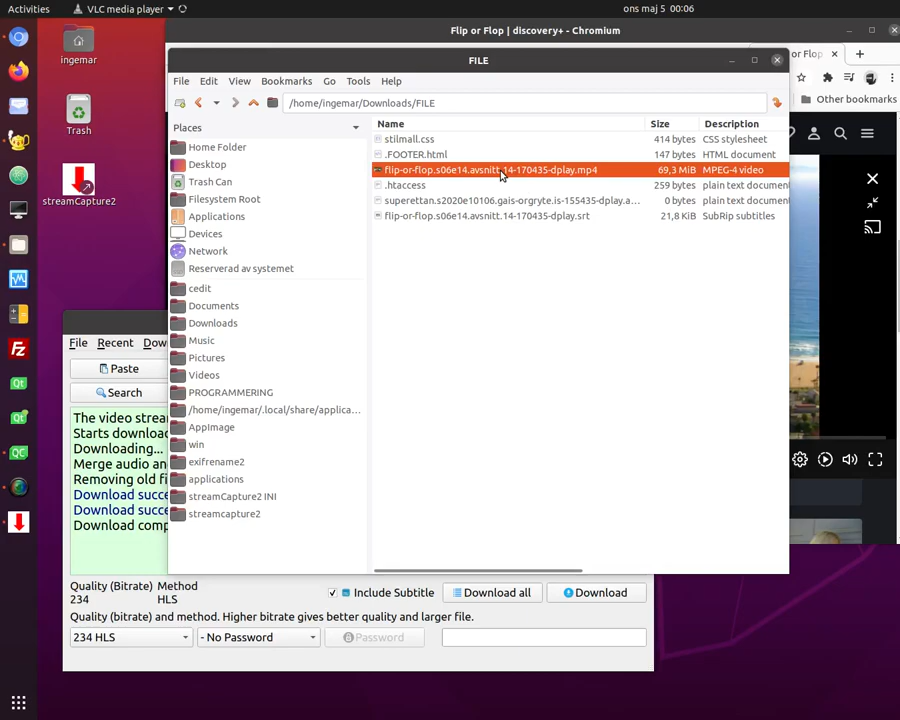 Activities
VLC media player
ons maj 5 00:06
Flip or Flop | discovery+ - Chromium
ingemar
Trash
streamCapture2
FILE
File Edit View Bookmarks Go Tools Help
/home/ingemar/Downloads/FILE
or Flop
Other bookmarks
Places
Home Folder
Desktop
Trash Can
Filesystem Root
Applications
Devices
Network
Reserverad av systemet
cedit
Documents
Downloads
Music
Pictures
Videos
PROGRAMMERING
/home/ingemar/.local/share/applica...
AppImage
win
exifrename2
applications
streamCapture2 INI
streamcapture2
Name Size Description
stilmall.css 414 bytes CSS stylesheet
.FOOTER.html 147 bytes HTML document
flip-or-flop.s06e14.avsnitt.14-170435-dplay.mp4 69,3 MiB MPEG-4 video
.htaccess 259 bytes plain text documen
superettan.s2020e10106.gais-orgryte.is-155435-dplay.a... 0 bytes plain text documen
flip-or-flop.s06e14.avsnitt.14-170435-dplay.srt 21,8 KiB SubRip subtitles
File Recent Dow
Paste
Search
The video strea
Starts downloa
Downloading...
Merge audio an
Removing old fi
Download succe
Download succe
Download comp
Quality (Bitrate) Method
234 HLS
Include Subtitle
Download all
Download
Quality (bitrate) and method. Higher bitrate gives better quality and larger file.
234 HLS
- No Password
Password